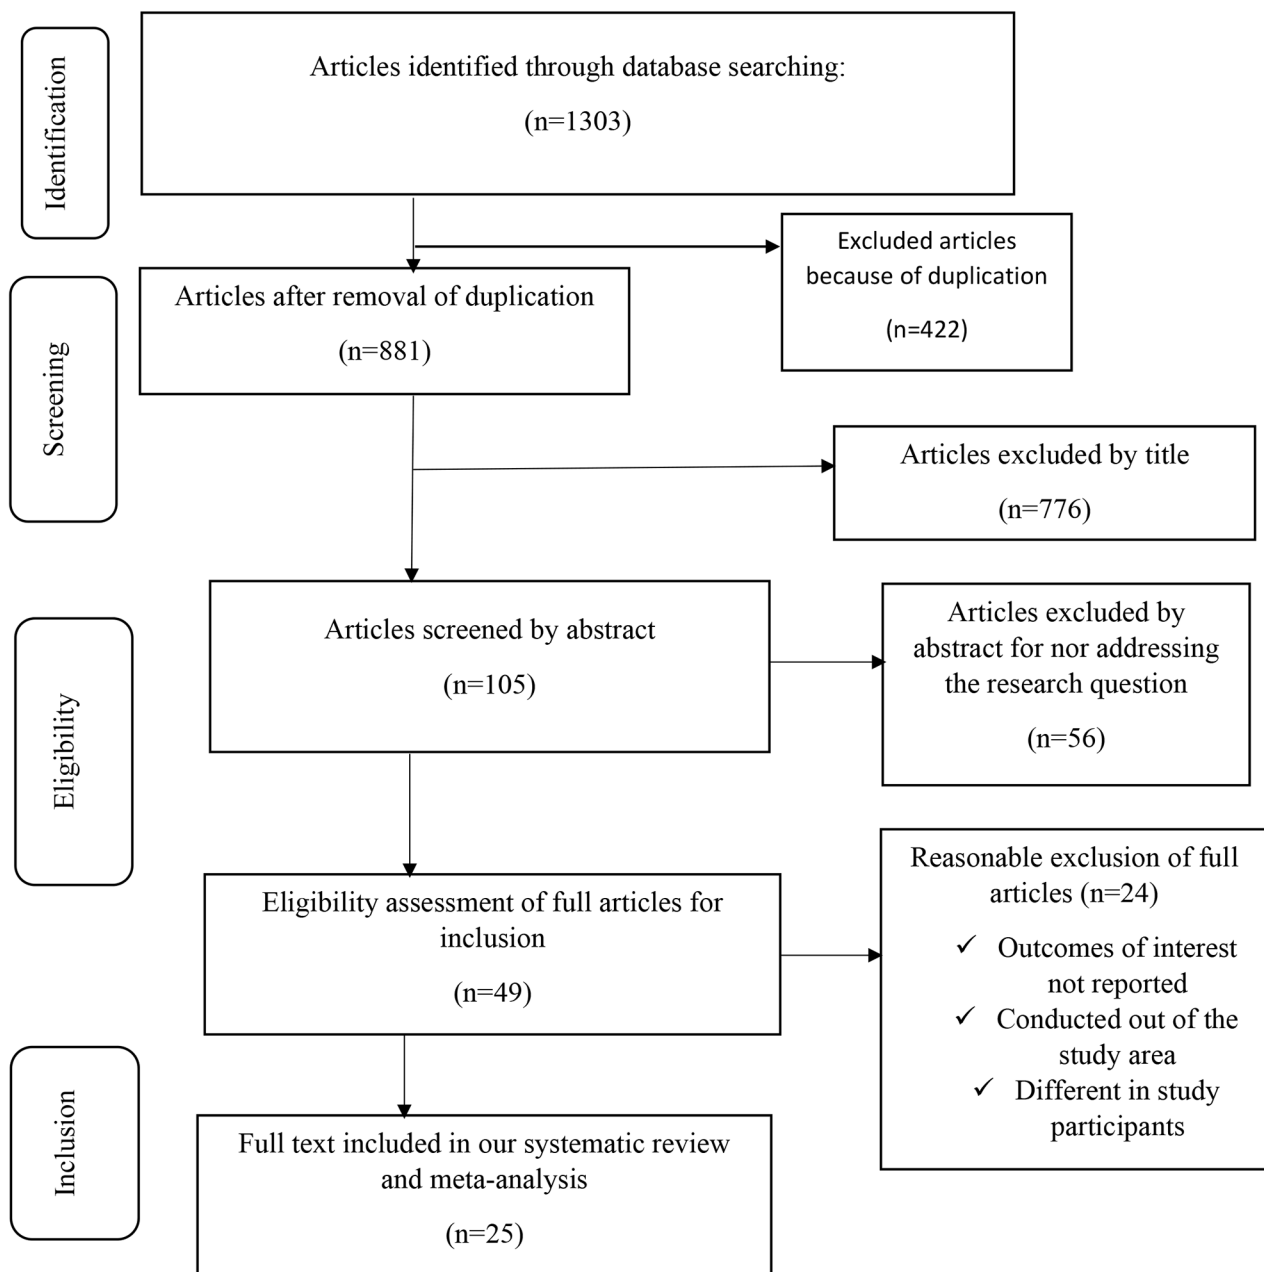 Identification
Articles identified through database searching:
(n=1303)
Excluded articles
because of duplication
(n=422)
Screening
Articles after removal of duplication
(n=881)
Articles excluded by title
(n=776)
Eligibility
Articles screened by abstract
(n=105)
Articles excluded by
abstract for nor addressing
the research question
(n=56)
Eligibility assessment of full articles for
inclusion
(n=49)
Reasonable exclusion of full
articles (n=24)
✓ Outcomes of interest
not reported
✓ Conducted out of the
study area
✓ Different in study
participants
Inclusion
Full text included in our systematic review
and meta-analysis
(n=25)